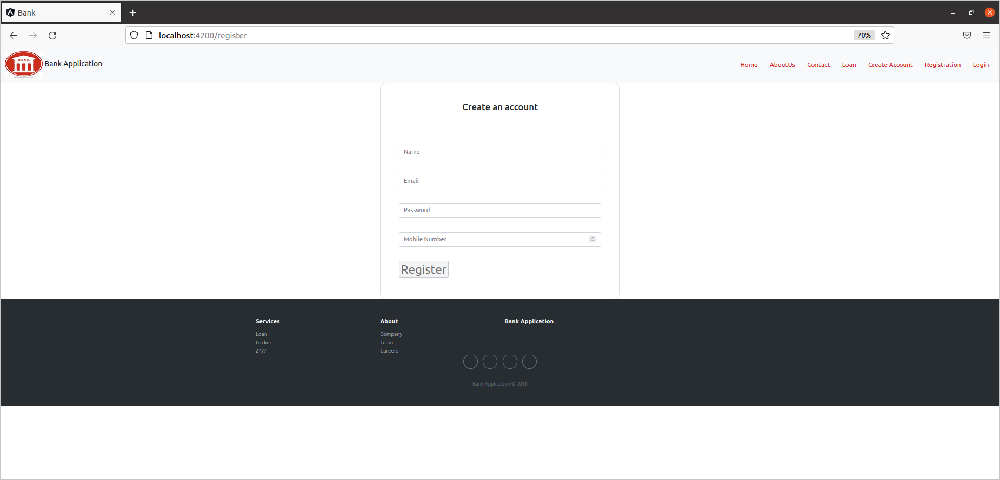 Bank
localhost:4200/register
70%
BANK
Bank Application
Home AboutUs Contact Loan Create Account Registration Login
Create an account
Name
Email
Password
Mobile Number
Register
Services About Bank Application
Loan Company
Locker Team
24/7 Careers
Bank Application © 2018